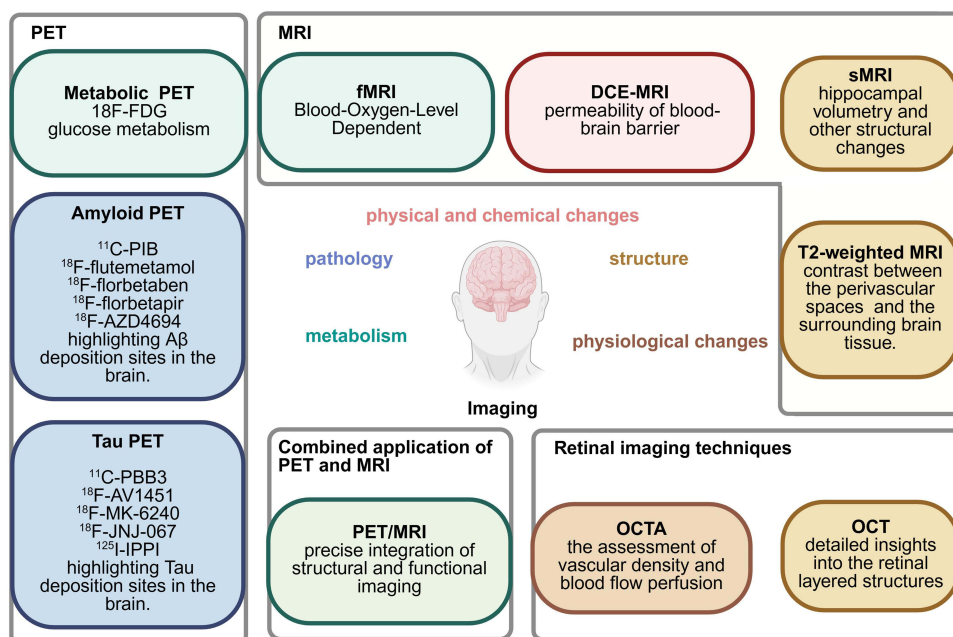 PET
Metabolic PET
18F-FDG
glucose metabolism
Amyloid PET
¹¹C-PIB
¹⁸F-flutemetamol
¹⁸F-florbetaben
¹⁸F-florbetapir
¹⁸F-AZD4694
highlighting Aβ
deposition sites in the
brain.
Tau PET
¹¹C-PBB3
¹⁸F-AV1451
¹⁸F-MK-6240
¹⁸F-JNJ-067
¹²⁵I-IPPI
highlighting Tau
deposition sites in the
brain.
MRI
fMRI
Blood-Oxygen-Level
Dependent
DCE-MRI
permeability of blood-
brain barrier
sMRI
hippocampal
volumetry and
other structural
changes
T2-weighted MRI
contrast between
the perivascular
spaces and the
surrounding brain
tissue.
physical and chemical changes
pathology
structure
metabolism
physiological changes
Imaging
Combined application of
PET and MRI
PET/MRI
precise integration of
structural and functional
imaging
Retinal imaging techniques
OCTA
the assessment of
vascular density and
blood flow perfusion
OCT
detailed insights
into the retinal
layered structures